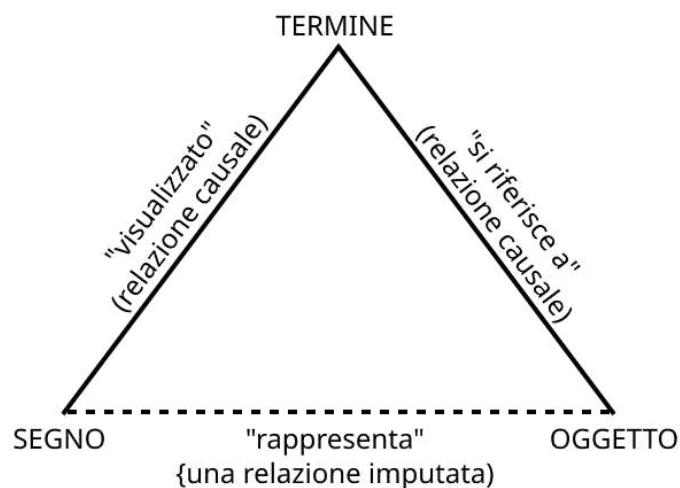 TERMINE
"visualizzato"
(relazione causale)
"si riferisce a"
(relazione causale)
SEGNO
"rappresenta"
OGGETTO
{una relazione imputata)